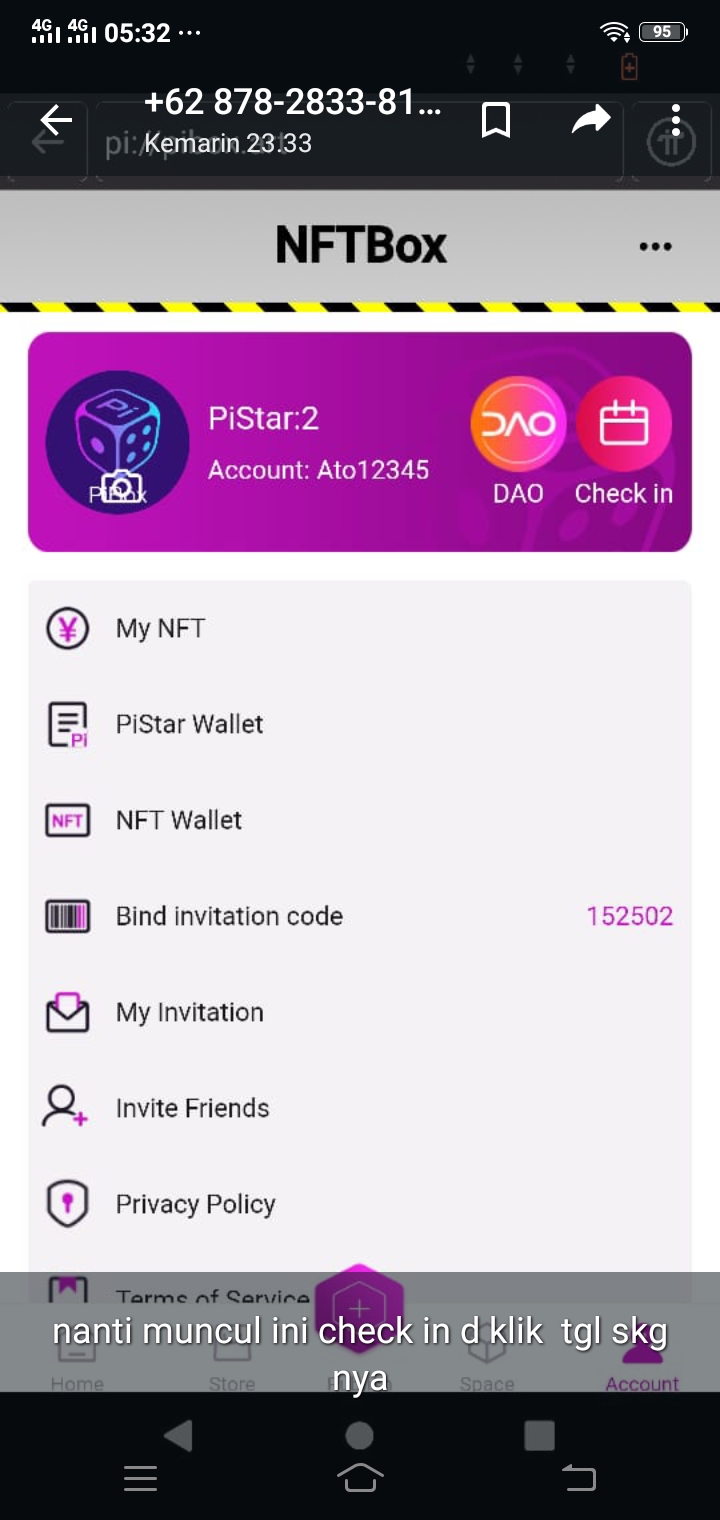 4G 4G 05:32 ...
95
+62 878-2833-81...
Kemarin 23.33
NFTBox
PiStar:2
Account: Ato12345
DAO
DAO Check in
PiBox
My NFT
PiStar Wallet
NFT
NFT Wallet
Bind invitation code 152502
My Invitation
Invite Friends
Privacy Policy
Terms of Service
nanti muncul ini check in d klik tgl skg
nya
Home Store Space Account